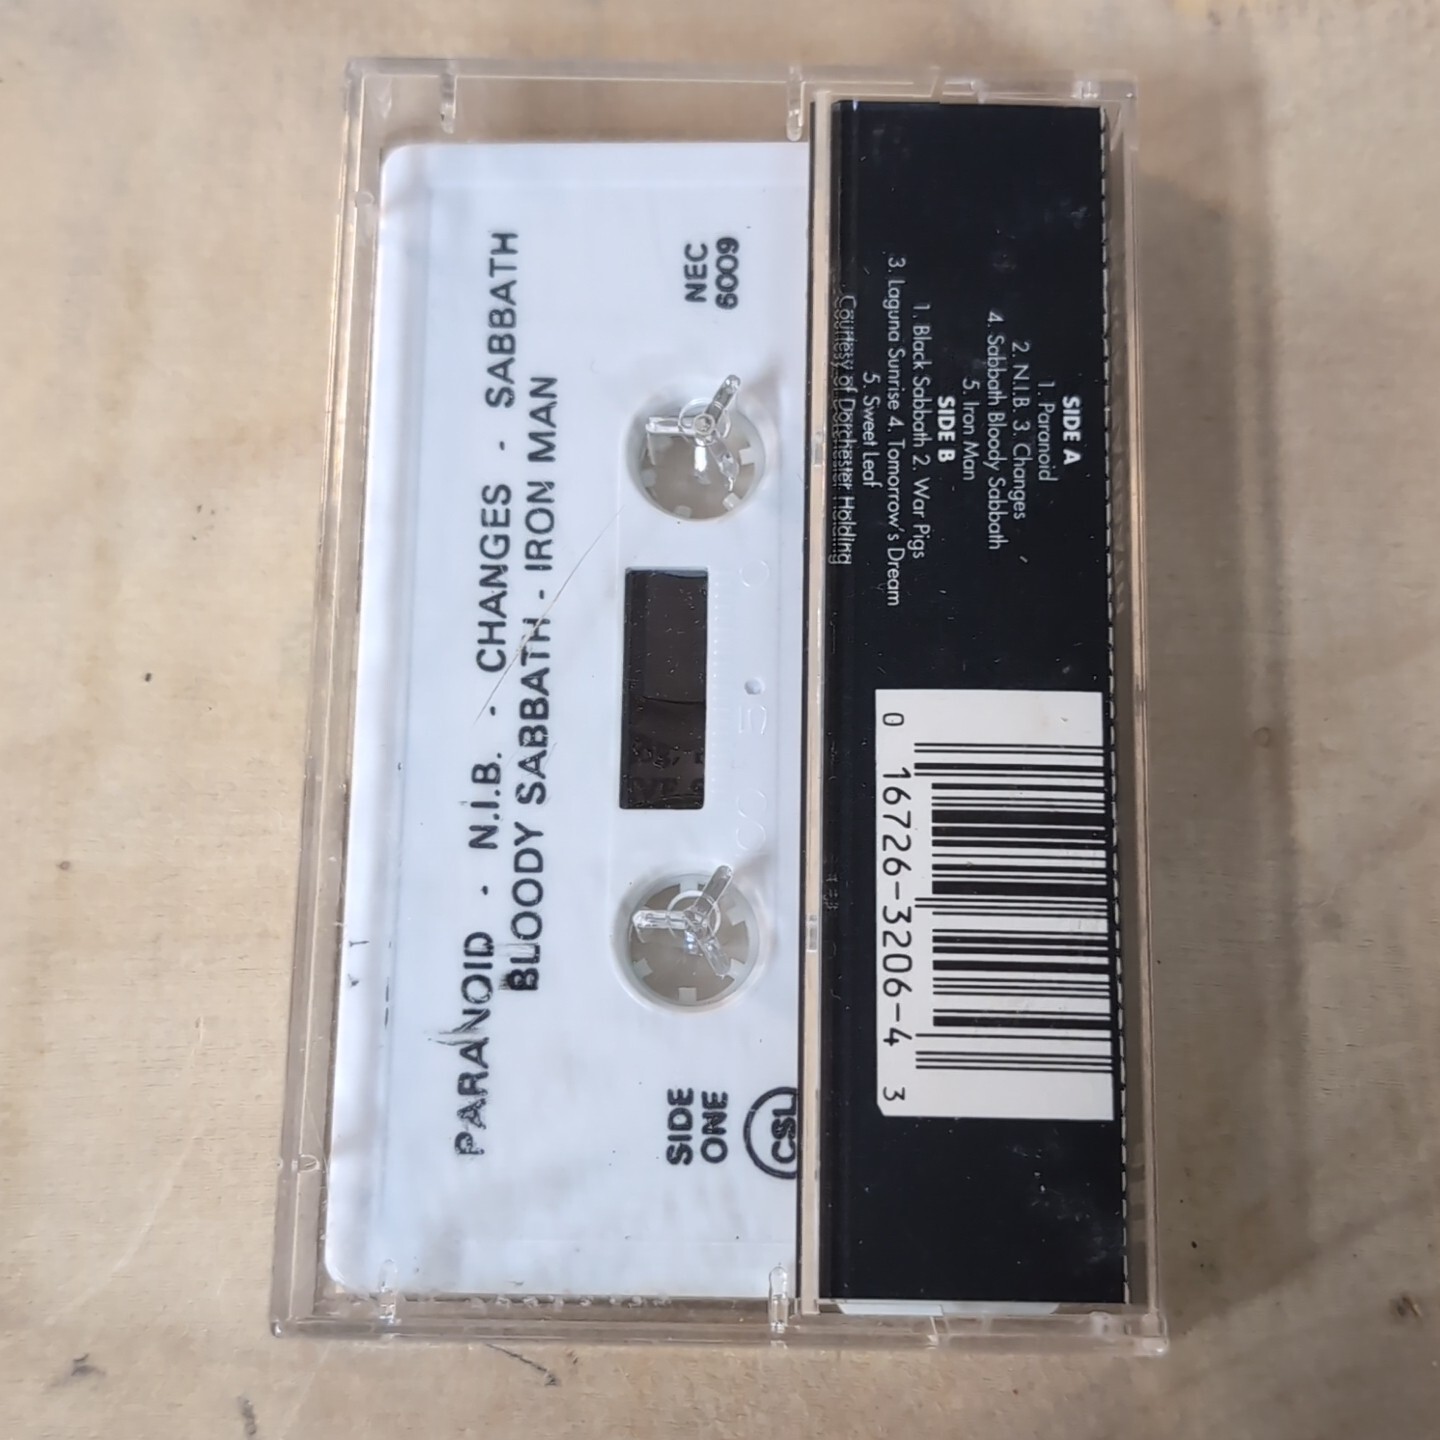 PARANOID - N.I.B. - CHANGES - SABBATH
BLOODY SABBATH - IRON MAN
NEC
6009
SIDE
ONE
CSL
SIDE A
1. Paranoid
2. N.I.B. 3. Changes
4. Sabbath Bloody Sabbath
5. Iron Man
SIDE B
1. Black Sabbath 2. War Pigs
3. Laguna Sunrise 4. Tomorrow's Dream
5. Sweet Leaf
Courtesy of Dorchester Holding
0 16726-3206-4 3